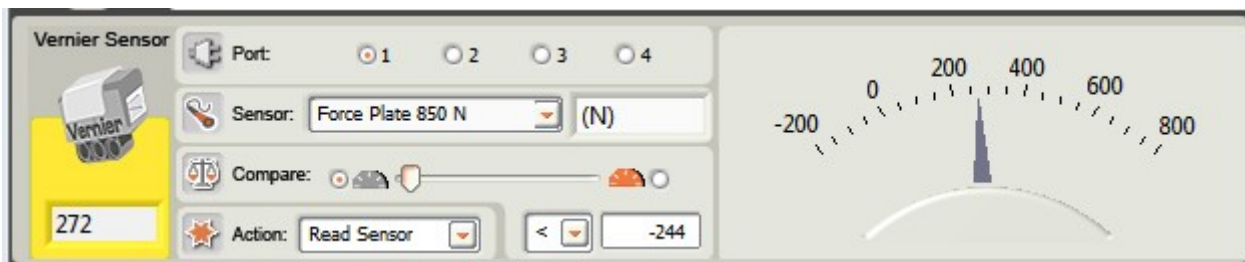 Vernier Sensor
Port: 1 2 3 4
Sensor: Force Plate 850 N (N)
Compare:
Action: Read Sensor < -244
Vernier
272
-200 0 200 400 600 800